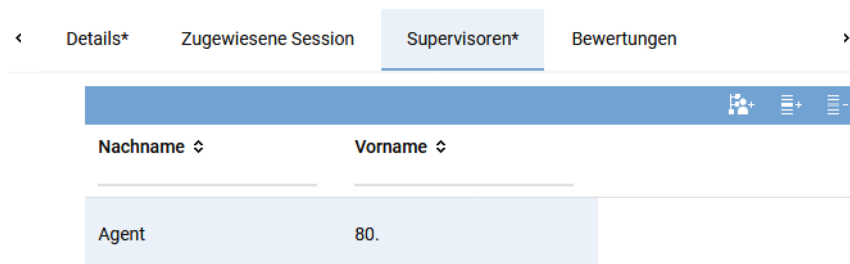 Details* Zugewiesene Session Supervisoren* Bewertungen
Nachname Vorname
Agent 80.